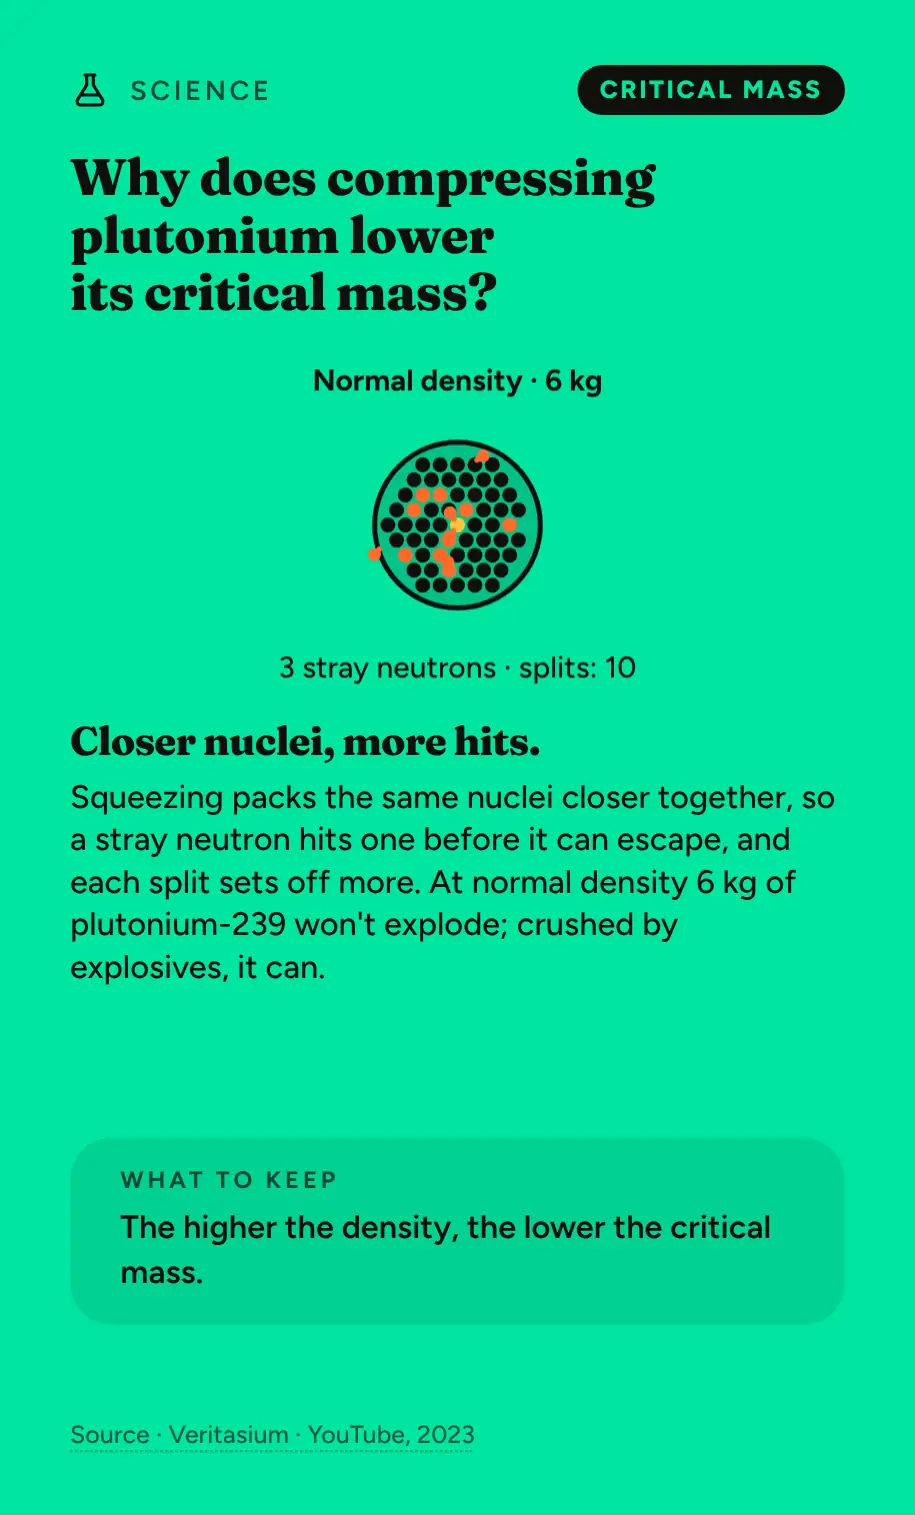 SCIENCE
CRITICAL MASS
Why does compressing
plutonium lower
its critical mass?
Normal density · 6 kg
3 stray neutrons · splits: 10
Closer nuclei, more hits.
Squeezing packs the same nuclei closer together, so
a stray neutron hits one before it can escape, and
each split sets off more. At normal density 6 kg of
plutonium-239 won't explode; crushed by
explosives, it can.
WHAT TO KEEP
The higher the density, the lower the critical
mass.
Source · Veritasium · YouTube, 2023